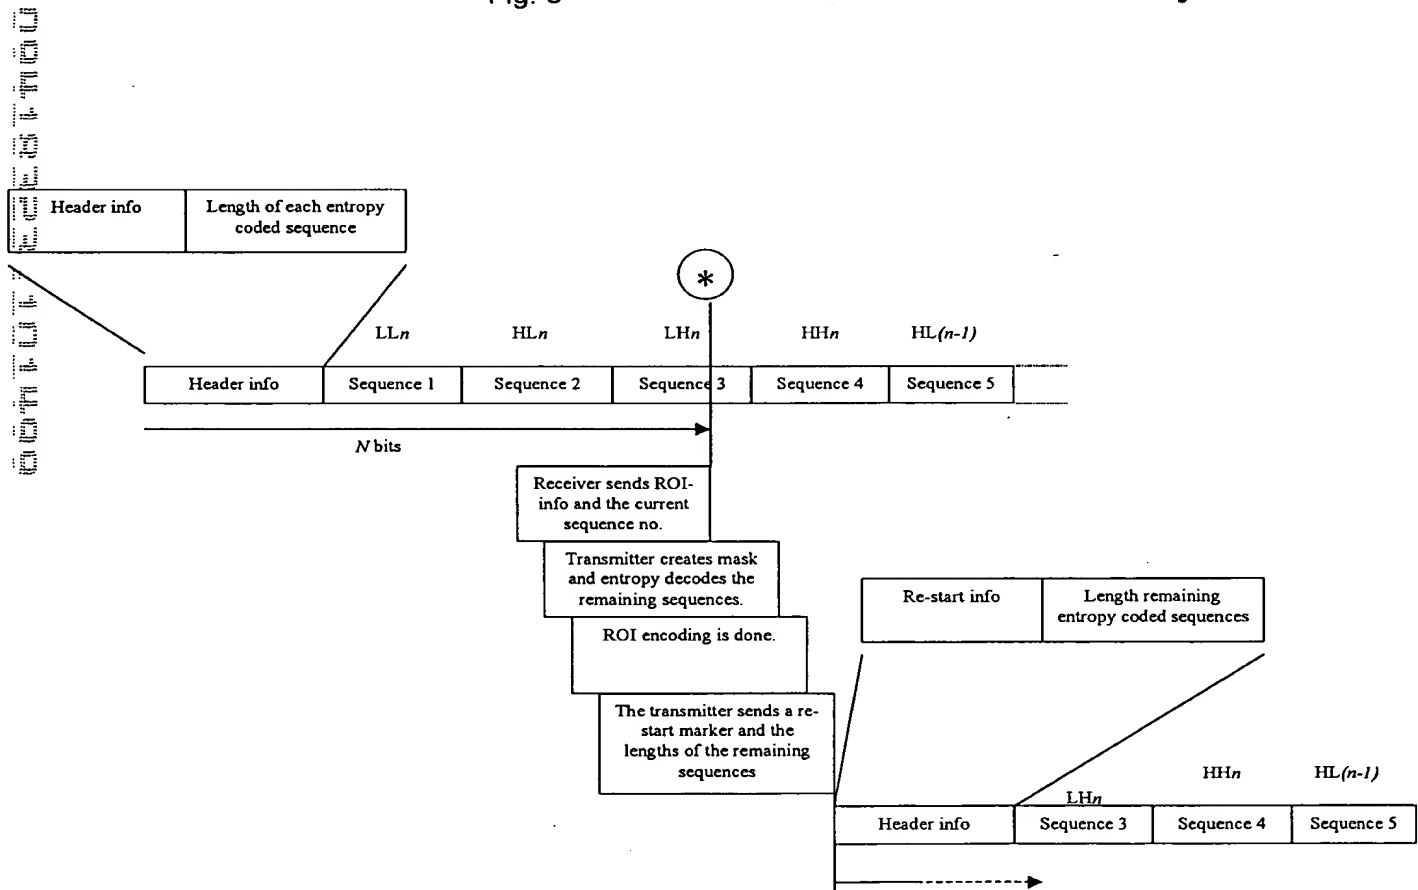 Header info
Length of each entropy
coded sequence
*
LLn
HLn
LHn
HHn
HL(n-1)
Header info
Sequence 1
Sequence 2
Sequence 3
Sequence 4
Sequence 5
N bits
Receiver sends ROI-
info and the current
sequence no.
Transmitter creates mask
and entropy decodes the
remaining sequences.
ROI encoding is done.
The transmitter sends a re-
start marker and the
lengths of the remaining
sequences
Re-start info
Length remaining
entropy coded sequences
LHn
HHn
HL(n-1)
Header info
Sequence 3
Sequence 4
Sequence 5